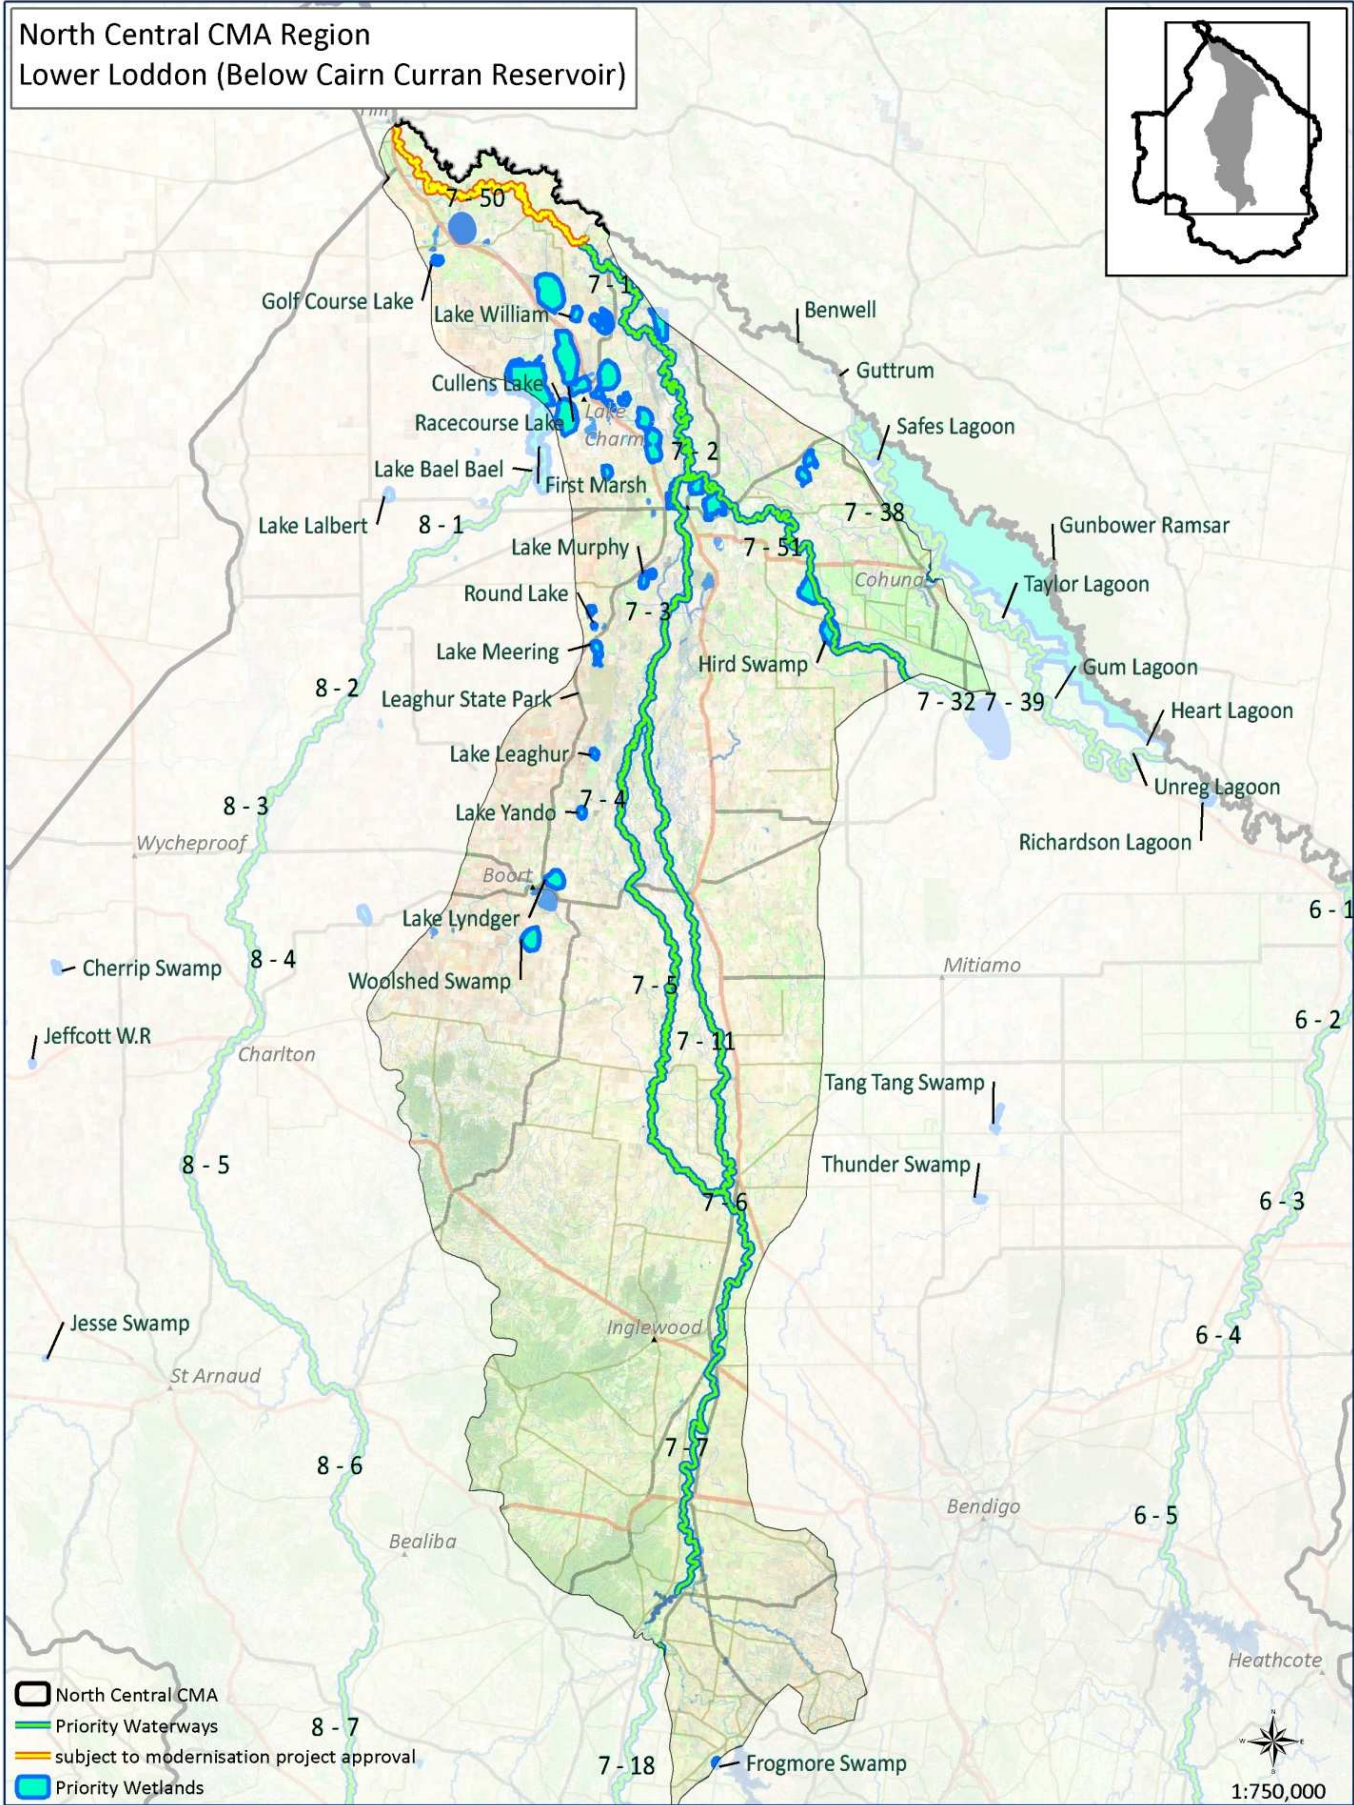 North Central CMA Region
Lower Loddon (Below Cairn Curran Reservoir)
7 - 50
Golf Course Lake
7 - 1
Lake William
Benwell
Guttrum
Cullens Lake
Racecourse Lake
Lake
Charm
Safes Lagoon
7 - 2
Lake Bael Bael
First Marsh
Lake Lalbert
8 - 1
7 - 38
Gunbower Ramsar
Lake Murphy
7 - 51
Cohuna
Taylor Lagoon
Round Lake
7 - 3
Lake Meering
Hird Swamp
Gum Lagoon
8 - 2
Leaghur State Park
7 - 32
7 - 39
Heart Lagoon
Lake Leaghur
Unreg Lagoon
8 - 3
7 - 4
Lake Yando
Wycheproof
Richardson Lagoon
Boort
Lake Lyndger
6 - 1
8 - 4
Cherrip Swamp
Woolshed Swamp
7 - 5
Mitiamo
Jeffcott W.R
7 - 11
6 - 2
Charlton
Tang Tang Swamp
8 - 5
Thunder Swamp
7 - 6
6 - 3
Jesse Swamp
Inglewood
6 - 4
St Arnaud
7 - 7
8 - 6
Bendigo
6 - 5
Bealiba
Heathcote
North Central CMA
Priority Waterways
8 - 7
subject to modernisation project approval
7 - 18
Frogmore Swamp
Priority Wetlands
N
W
E
S
1:750,000